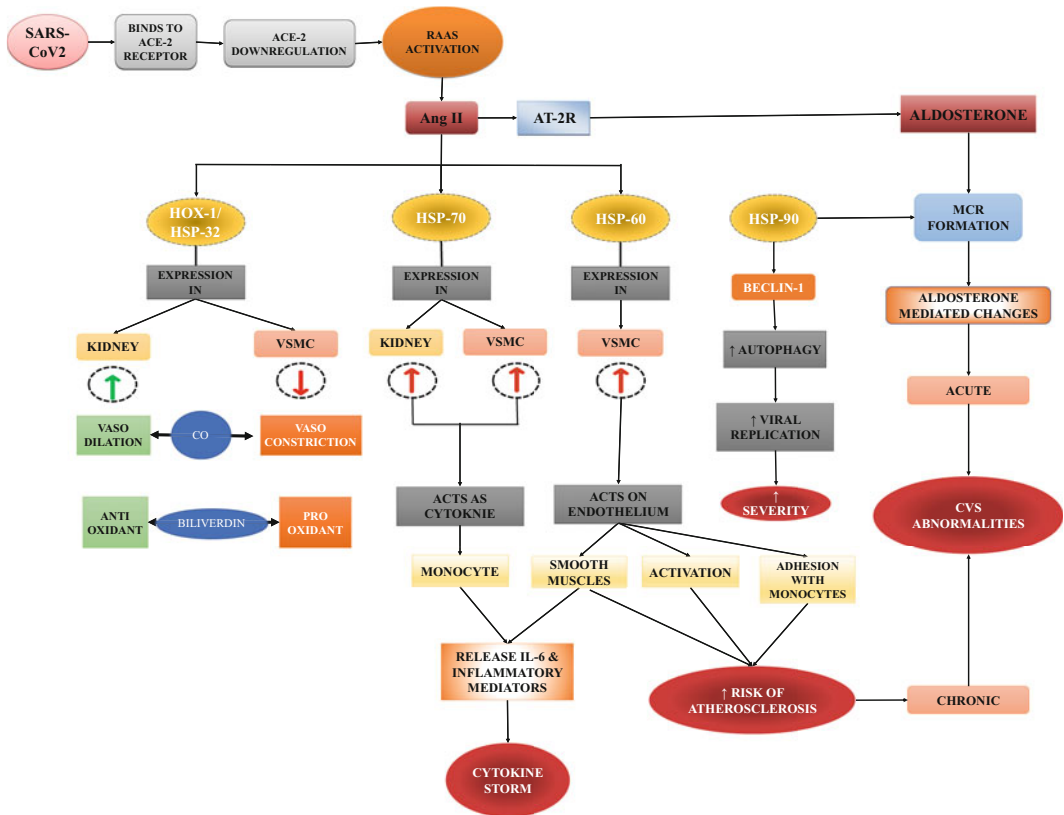 SARS-
CoV2
BINDS TO
ACE-2
RECEPTOR
ACE-2
DOWNREGULATION
RAAS
ACTIVATION
Ang II
AT-2R
ALDOSTERONE
HOX-1/
HSP-32
HSP-70
HSP-60
HSP-90
MCR
FORMATION
EXPRESSION
IN
EXPRESSION
IN
EXPRESSION
IN
BECLIN-1
ALDOSTERONE
MEDIATED CHANGES
KIDNEY
VSMC
KIDNEY
VSMC
VSMC
↑ AUTOPHAGY
ACUTE
VASO
DILATION
CO
VASO
CONSTRICTION
↑ VIRAL
REPLICATION
ANTI
OXIDANT
BILIVERDIN
PRO
OXIDANT
ACTS AS
CYTOKNIE
ACTS ON
ENDOTHELIUM
↑
SEVERITY
CVS
ABNORMALITIES
MONOCYTE
SMOOTH
MUSCLES
ACTIVATION
ADHESION
WITH
MONOCYTES
RELEASE IL-6 &
INFLAMMATORY
MEDIATORS
↑ RISK OF
ATHEROSCLEROSIS
CHRONIC
CYTOKINE
STORM